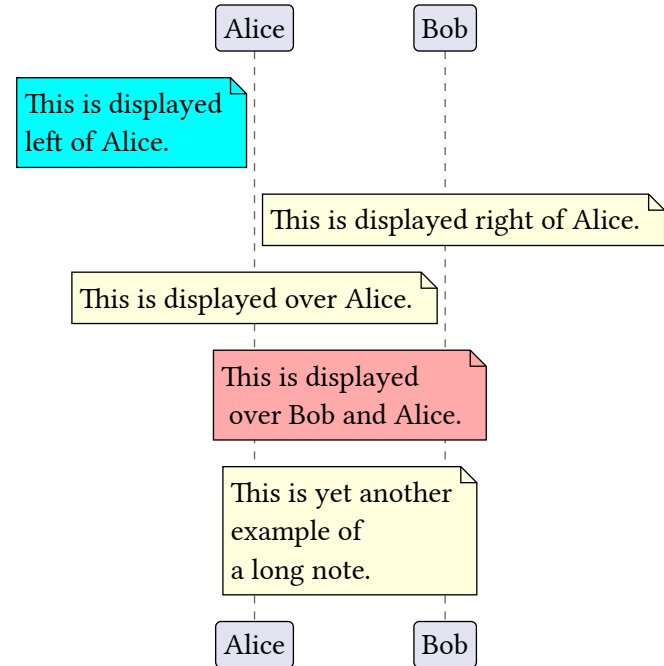 Alice
Bob
This is displayed
left of Alice.
This is displayed right of Alice.
This is displayed over Alice.
This is displayed
over Bob and Alice.
This is yet another
example of
a long note.
Alice
Bob